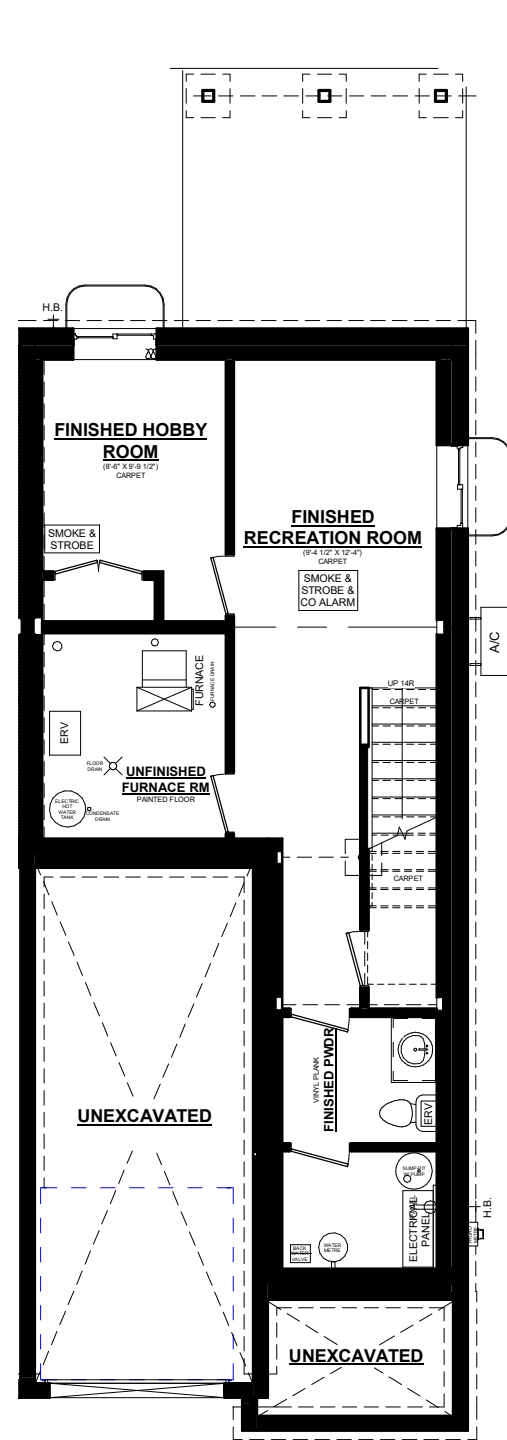 H.B.
FINISHED HOBBY
ROOM
(8'-6" X 9'-9 1/2")
CARPET
SMOKE &
STROBE
FINISHED
RECREATION ROOM
(9'-4 1/2" X 12'-4")
CARPET
SMOKE &
STROBE &
CO ALARM
A/C
FURNACE
FURNACE DRAIN
ERV
FLOOR
DRAIN
UNFINISHED
FURNACE RM
PAINTED FLOOR
ELECTRIC
HOT
WATER
TANK
CONDENSATE
DRAIN
UP 14R
CARPET
CARPET
UNEXCAVATED
VINYL PLANK
FINISHED PWDR
ERV
SUMP PIT
ELECTRICAL
PANEL
H.B.
BACK
WATER
VALVE
WATER
METRE
UNEXCAVATED